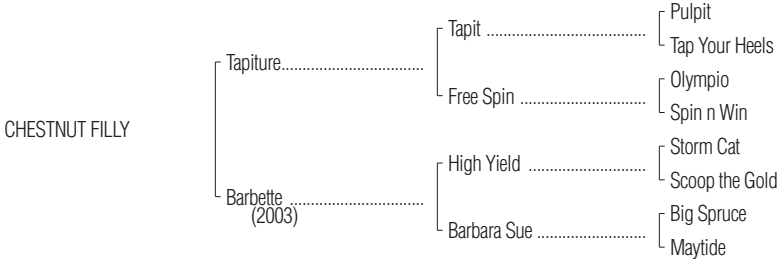 Pulpit
Tapit ................................
Tap Your Heels
Tapiture....................................
Olympio
Free Spin ................................
Spin n Win
CHESTNUT FILLY
Storm Cat
High Yield ..............................
Scoop the Gold
Barbette ..................................
(2003)
Big Spruce
Barbara Sue ...........................
Maytide